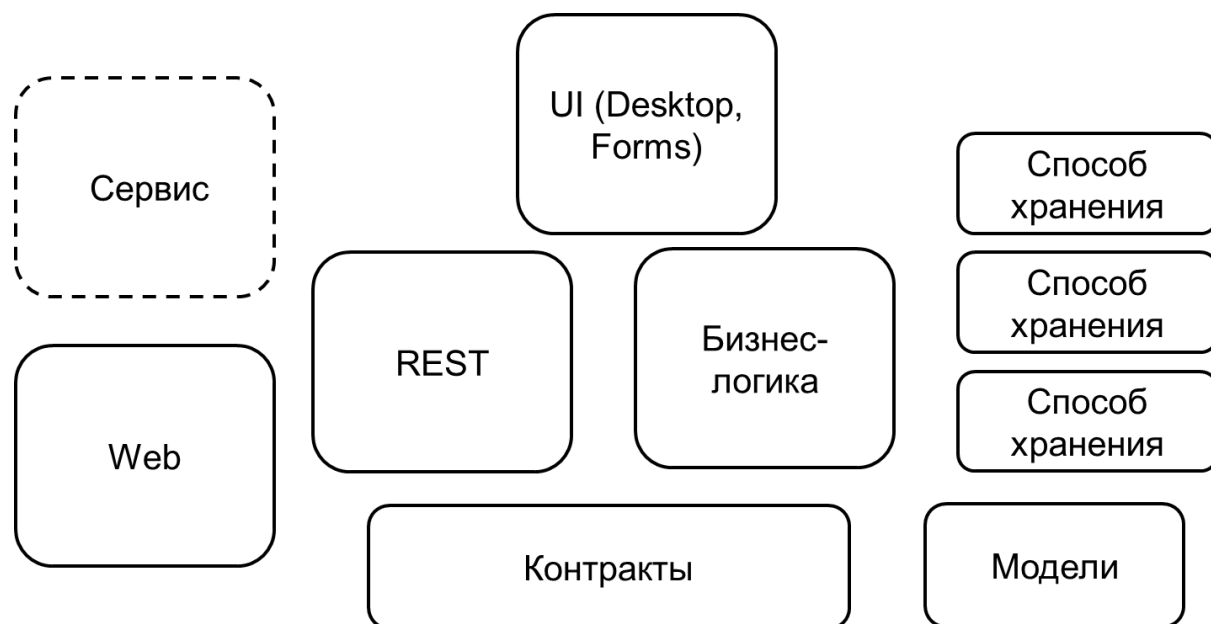 UI (Desktop,
Forms)
Сервис
Способ
хранения
REST
Бизнес-
логика
Способ
хранения
Web
Способ
хранения
Контракты
Модели